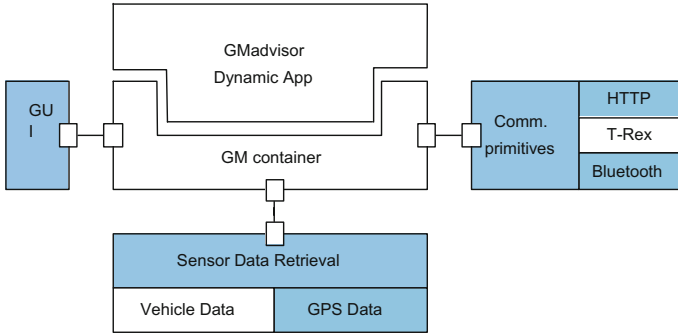 GMadvisor
Dynamic App
GU
I
GM container
Comm.
primitives
HTTP
T-Rex
Bluetooth
Sensor Data Retrieval
Vehicle Data
GPS Data